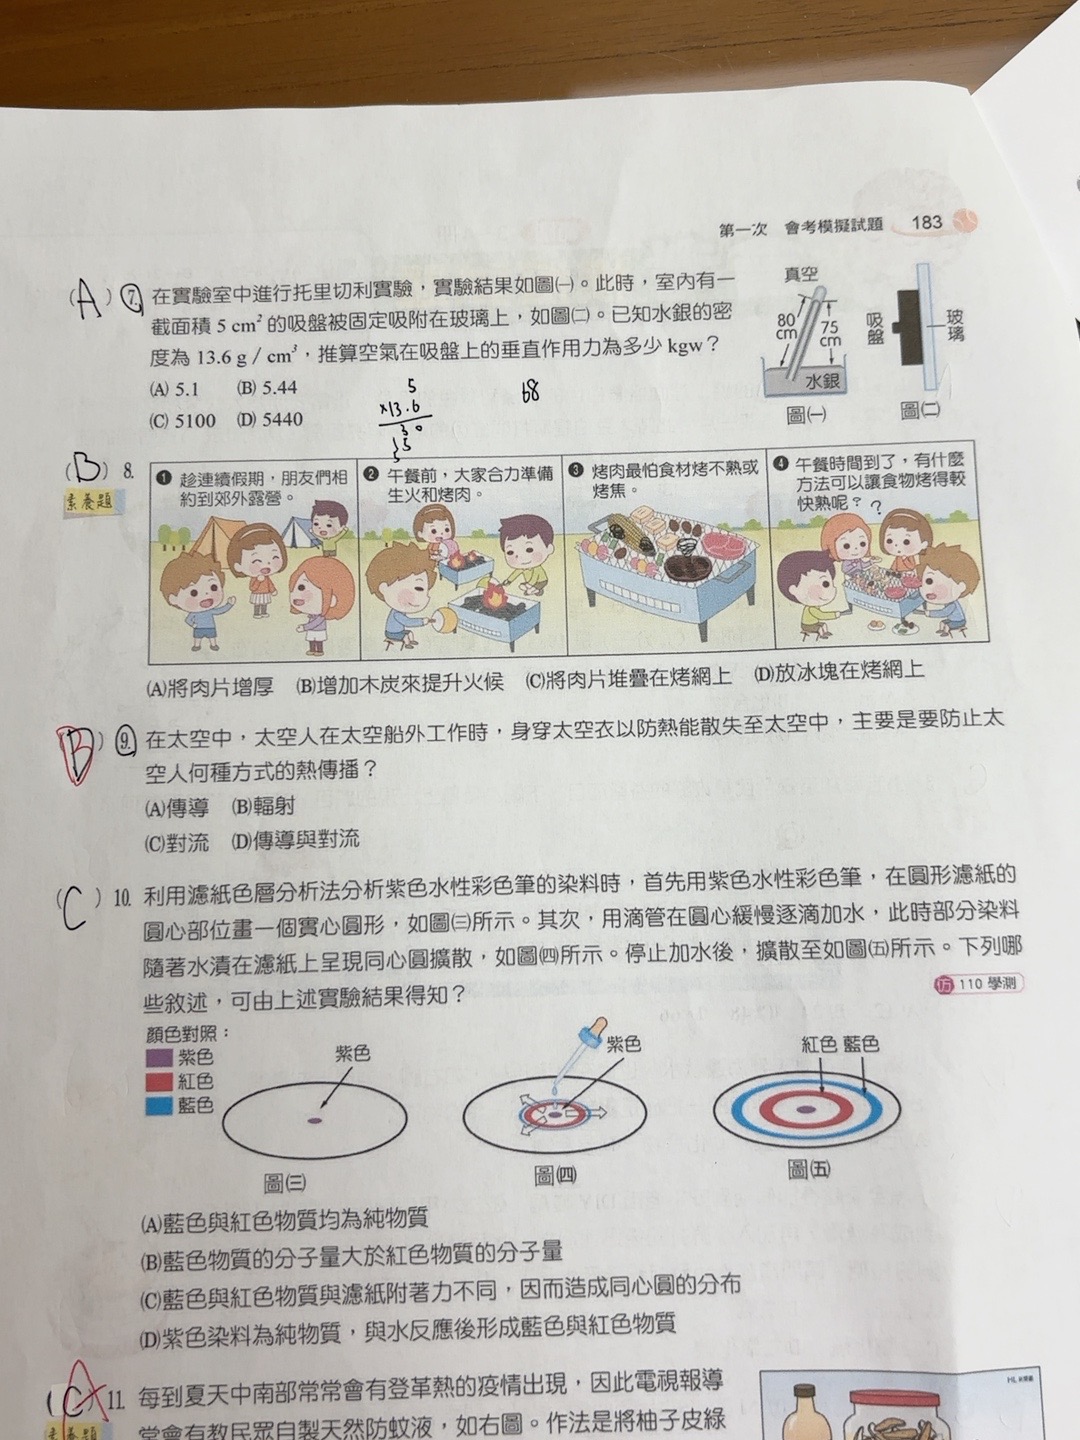 第一次 會考模擬試題 183
(A) 7. 在實驗室中進行托里切利實驗，實驗結果如圖㈠。此時，室內有一
截面積 5 cm² 的吸盤被固定吸附在玻璃上，如圖㈡。已知水銀的密
度為 13.6 g / cm³，推算空氣在吸盤上的垂直作用力為多少 kgw？
(A) 5.1 (B) 5.44
(C) 5100 (D) 5440
5
×13.6
30
15
5
68
真空
80 cm
75 cm
水銀
圖㈠
吸盤
玻璃
圖㈡
(B) 8.
素養題
❶ 趁連續假期，朋友們相
約到郊外露營。
❷ 午餐前，大家合力準備
生火和烤肉。
❸ 烤肉最怕食材烤不熟或
烤焦。
❹ 午餐時間到了，有什麼
方法可以讓食物烤得較
快熟呢？
?
(A)將肉片增厚 (B)增加木炭來提升火候 (C)將肉片堆疊在烤網上 (D)放冰塊在烤網上
(B) 9. 在太空中，太空人在太空船外工作時，身穿太空衣以防熱能散失至太空中，主要是要防止太
空人何種方式的熱傳播？
(A)傳導 (B)輻射
(C)對流 (D)傳導與對流
(C) 10. 利用濾紙色層分析法分析紫色水性彩色筆的染料時，首先用紫色水性彩色筆，在圓形濾紙的
圓心部位畫一個實心圓形，如圖㈢所示。其次，用滴管在圓心緩慢逐滴加水，此時部分染料
隨著水漬在濾紙上呈現同心圓擴散，如圖㈣所示。停止加水後，擴散至如圖㈤所示。下列哪
些敘述，可由上述實驗結果得知？
仿 110 學測
顏色對照：
紫色
紅色
藍色
紫色
圖㈢
紫色
圖㈣
紅色 藍色
圖㈤
(A)藍色與紅色物質均為純物質
(B)藍色物質的分子量大於紅色物質的分子量
(C)藍色與紅色物質與濾紙附著力不同，因而造成同心圓的分布
(D)紫色染料為純物質，與水反應後形成藍色與紅色物質
(C) A 11. 每到夏天中南部常常會有登革熱的疫情出現，因此電視報導
素養題
常會有教民眾自製天然防蚊液，如右圖。作法是將柚子皮綠